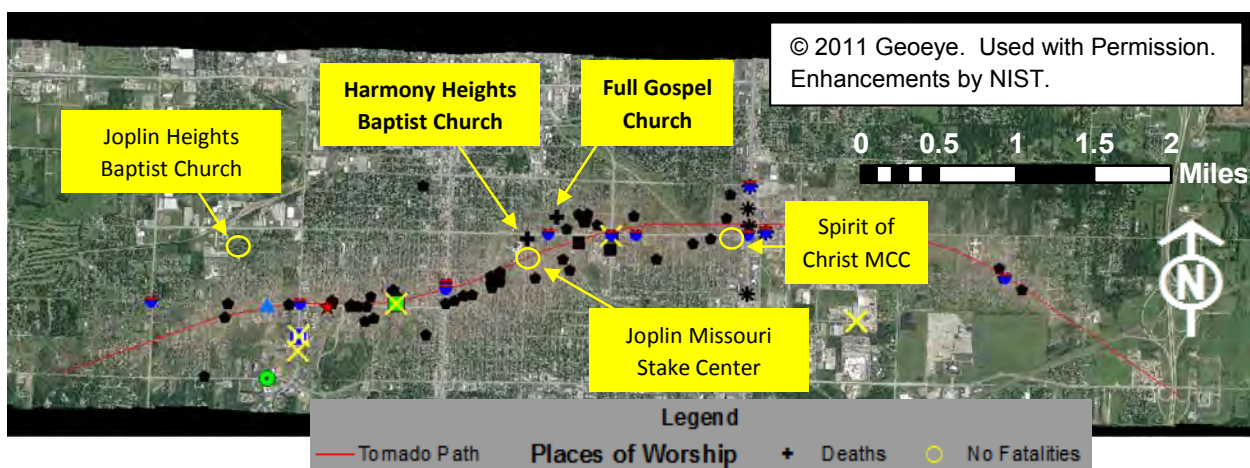 © 2011 Geoeye. Used with Permission.
Enhancements by NIST.
Harmony Heights
Baptist Church
Full Gospel
Church
Joplin Heights
Baptist Church
0 0.5 1 1.5 2
Miles
Spirit of
Christ MCC
N
Joplin Missouri
Stake Center
Legend
Tornado Path Places of Worship Deaths No Fatalities